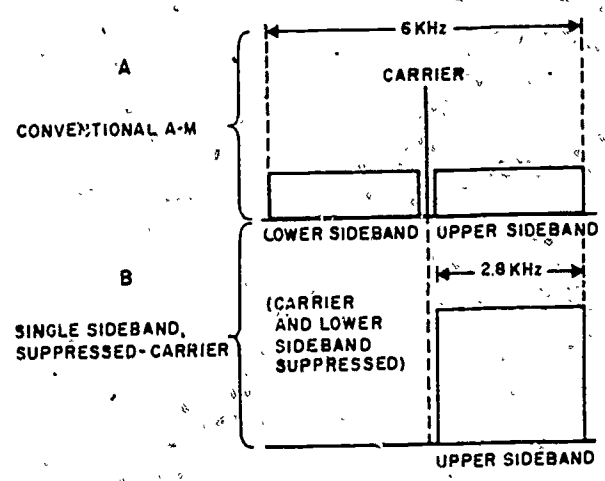 6 KHz
A
CARRIER
CONVENTIONAL A-M
LOWER SIDEBAND
UPPER SIDEBAND
B
2.8 KHz
(CARRIER
AND LOWER
SIDEBAND
SUPPRESSED)
SINGLE SIDEBAND,
SUPPRESSED-CARRIER
UPPER SIDEBAND